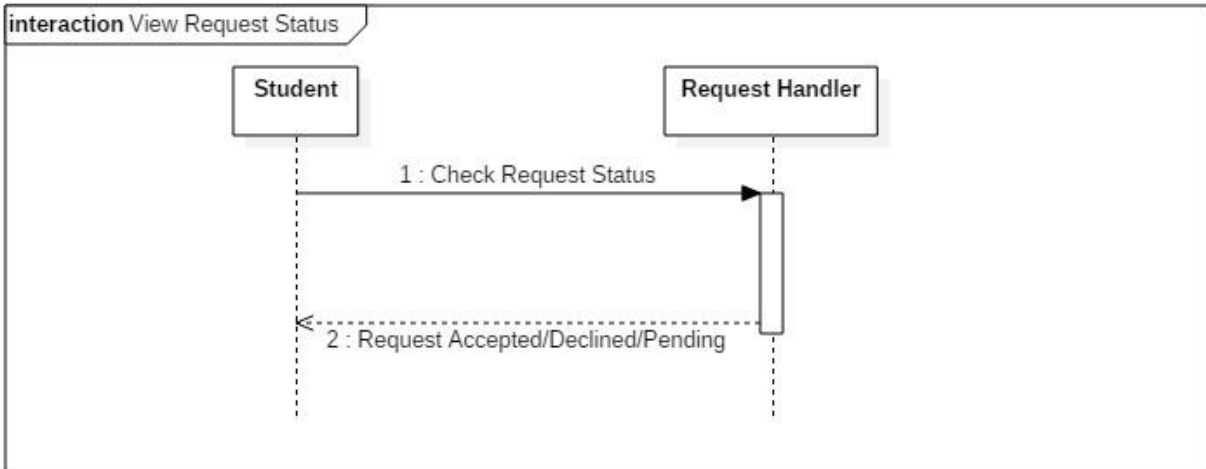 interaction View Request Status
Student
Request Handler
1 : Check Request Status
2 : Request Accepted/Declined/Pending